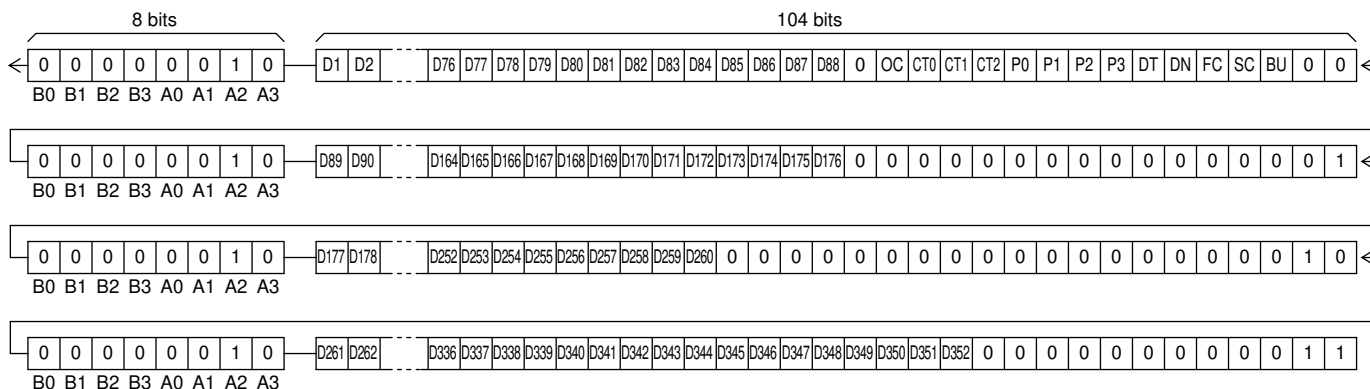 8 bits 104 bits
0 0 0 0 0 0 1 0 D1 D2 D76 D77 D78 D79 D80 D81 D82 D83 D84 D85 D86 D87 D88 0 OC CT0 CT1 CT2 P0 P1 P2 P3 DT DN FC SC BU 0 0
B0 B1 B2 B3 A0 A1 A2 A3
0 0 0 0 0 0 1 0 D89 D90 D164 D165 D166 D167 D168 D169 D170 D171 D172 D173 D174 D175 D176 0 0 0 0 0 0 0 0 0 0 0 0 0 0 0 1
B0 B1 B2 B3 A0 A1 A2 A3
0 0 0 0 0 0 1 0 D177 D178 D252 D253 D254 D255 D256 D257 D258 D259 D260 0 0 0 0 0 0 0 0 0 0 0 0 0 0 0 0 0 0 1 0
B0 B1 B2 B3 A0 A1 A2 A3
0 0 0 0 0 0 1 0 D261 D262 D336 D337 D338 D339 D340 D341 D342 D343 D344 D345 D346 D347 D348 D349 D350 D351 D352 0 0 0 0 0 0 0 0 0 0 1 1
B0 B1 B2 B3 A0 A1 A2 A3